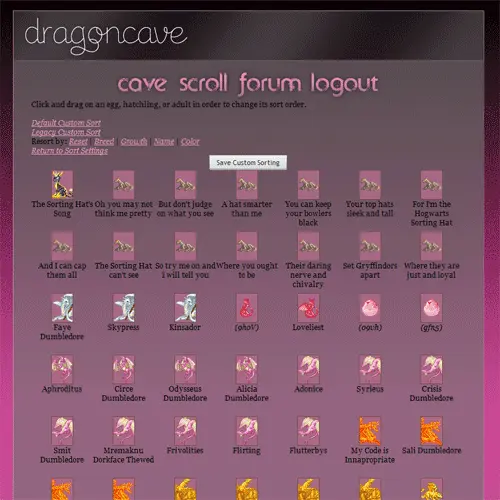 dragoncave
cave scroll forum logout
Click and drag on an egg, hatchling, or adult in order to change its sort order.
Default Custom Sort
Legacy Custom Sort
Resort by: Reset | Breed | Growth | Name | Color
Return to Sort Settings
Save Custom Sorting
The Sorting Hat's Oh you may not But don't judge A hat smarter You can keep Your top hats For I'm the
Song think me pretty on what you see than me your bowlers sleek and tall Hogwarts
black Sorting Hat
And I can cap The Sorting Hat So try me on and Where you ought Their daring Set Gryffindors Where they are
them all can't see I will tell you to be nerve and apart just and loyal
chivalry
Faye Skypress Kinsador (9hoV) Loveliest (09vh) (gfn5)
Dumbledore
Aphroditus Circe Odysseus Alicia Adonice Syrieus Crisis
Dumbledore Dumbledore Dumbledore Dumbledore
Smit Mremaknu Frivolities Flirting Flutterbys My Code is Sali Dumbledore
Dumbledore Dorkface Thewed Innapropriate